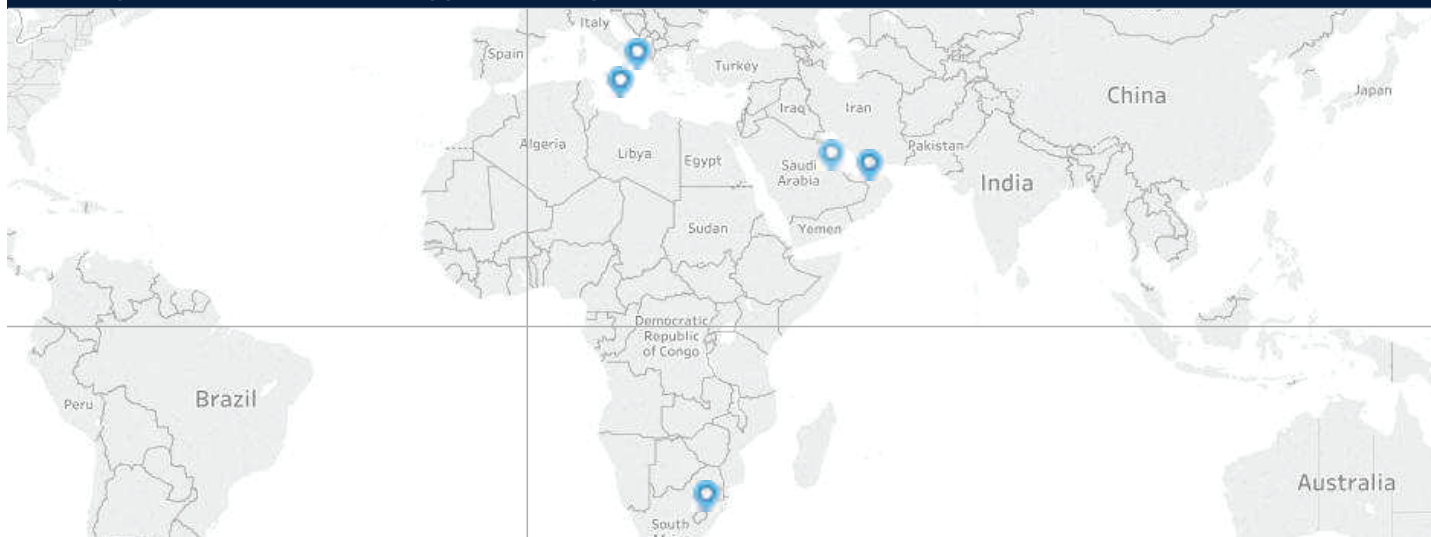 Italy
Spain
Turkey
China
Japan
Iraq
Iran
Algeria
Libya
Egypt
Pakistan
Saudi
Arabia
India
Sudan
Yemen
Democratic
Republic
of Congo
Peru
Brazil
Australia
South